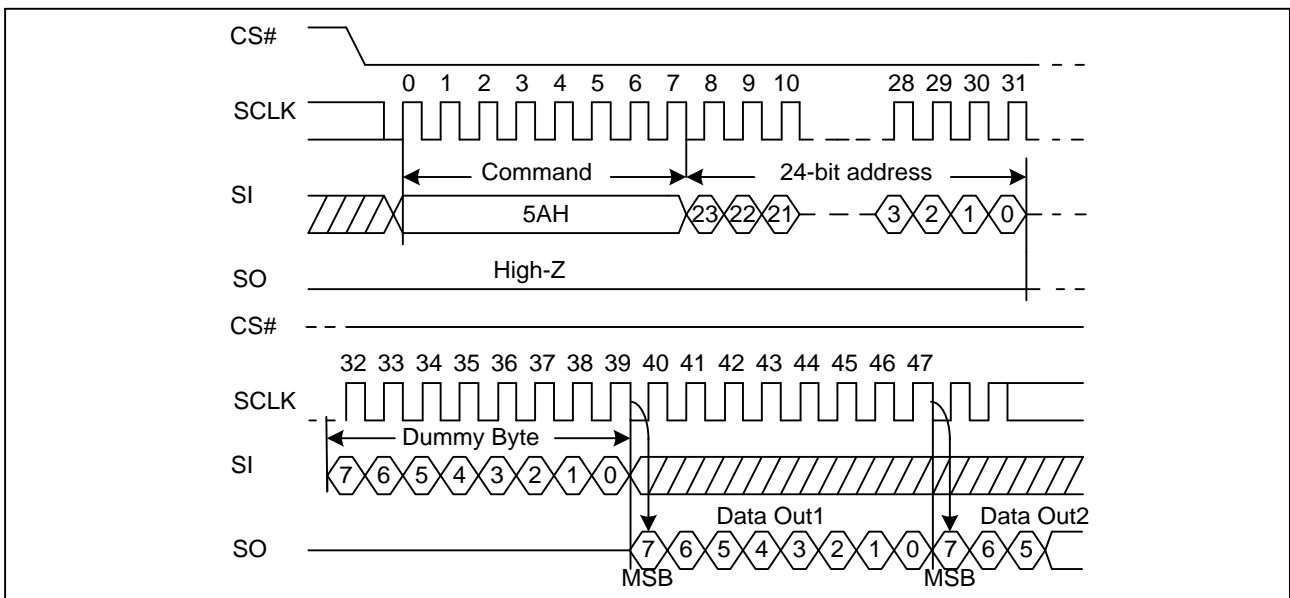 CS#
0 1 2 3 4 5 6 7 8 9 10 28 29 30 31
SCLK
Command 24-bit address
SI
5AH 23 22 21 3 2 1 0
High-Z
SO
CS#
32 33 34 35 36 37 38 39 40 41 42 43 44 45 46 47
SCLK
Dummy Byte
SI
7 6 5 4 3 2 1 0
Data Out1 Data Out2
SO
7 6 5 4 3 2 1 0 7 6 5
MSB MSB